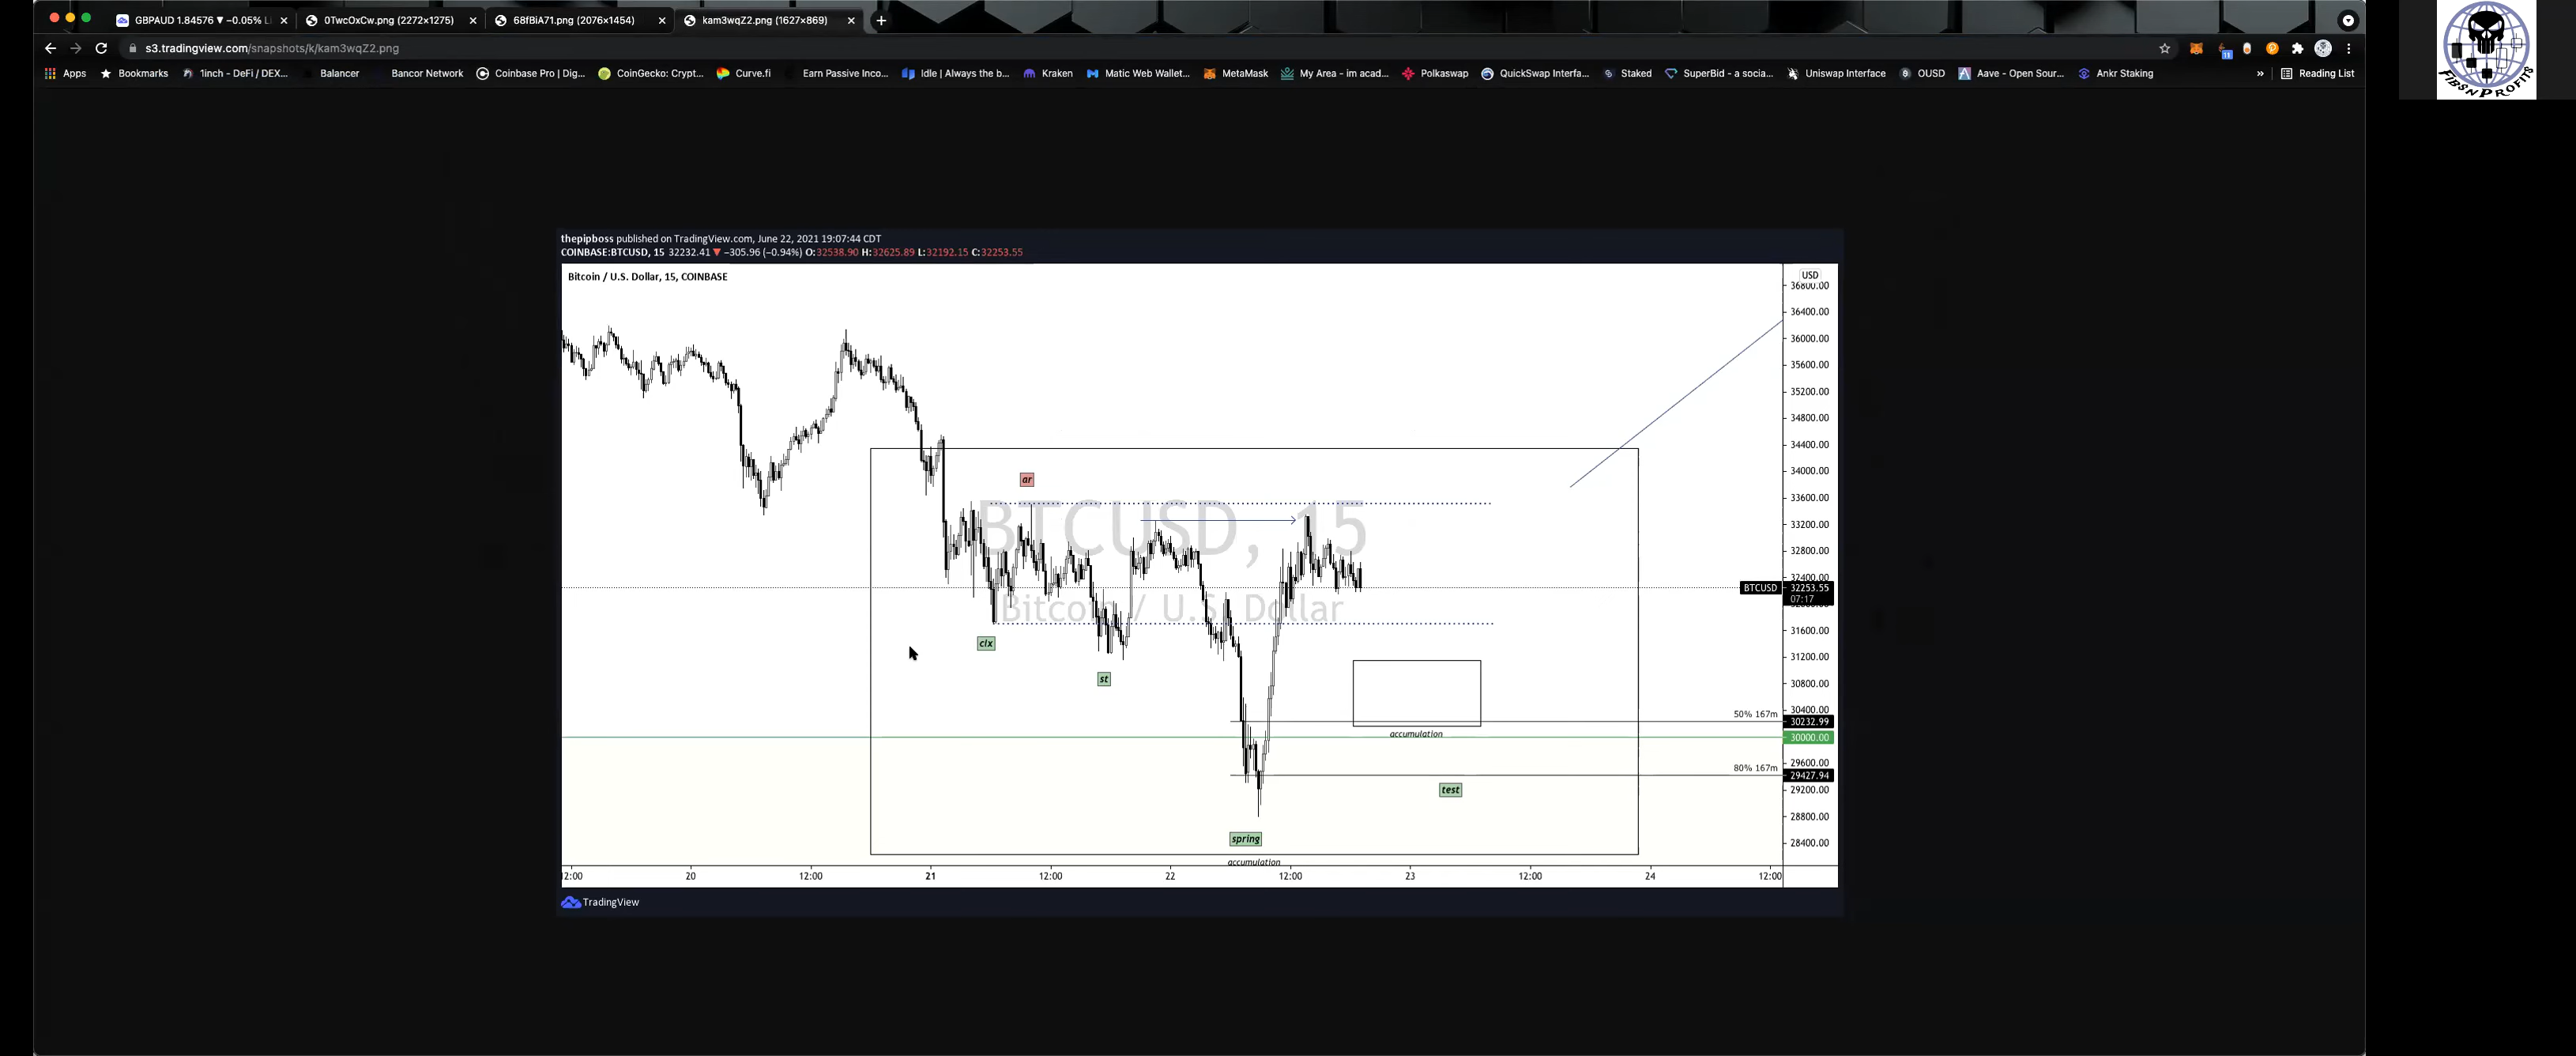 GBPAUD 1.84576 ▼ −0.05% L
0TwcOxCw.png (2272×1275)
68fBiA71.png (2076×1454)
kam3wqZ2.png (1627×869)
s3.tradingview.com/snapshots/k/kam3wqZ2.png
Apps
Bookmarks
1inch - DeFi / DEX...
Balancer
Bancor Network
Coinbase Pro | Dig...
CoinGecko: Crypt...
Curve.fi
Earn Passive Inco...
Idle | Always the b...
Kraken
Matic Web Wallet...
MetaMask
My Area - im acad...
Polkaswap
QuickSwap Interfa...
Staked
SuperBid - a socia...
Uniswap Interface
OUSD
Aave - Open Sour...
Ankr Staking
»
Reading List
FIBSNPROFITS
thepipboss published on TradingView.com, June 22, 2021 19:07:44 CDT
COINBASE:BTCUSD, 15 32232.41 ▼ −305.96 (−0.94%) O:32538.90 H:32625.89 L:32192.15 C:32253.55
Bitcoin / U.S. Dollar, 15, COINBASE
USD
36800.00
36400.00
36000.00
35600.00
35200.00
34800.00
34400.00
34000.00
33600.00
33200.00
32800.00
32400.00
BTCUSD 32253.55
07:17
31600.00
31200.00
30800.00
30400.00
50% 167m 30232.99
30000.00
29600.00
80% 167m 29427.94
29200.00
28800.00
28400.00
ar
BTCUSD, 15
Bitcoin / U.S. Dollar
clx
st
accumulation
test
spring
accumulation
12:00 20 12:00 21 12:00 22 12:00 23 12:00 24 12:00
TradingView